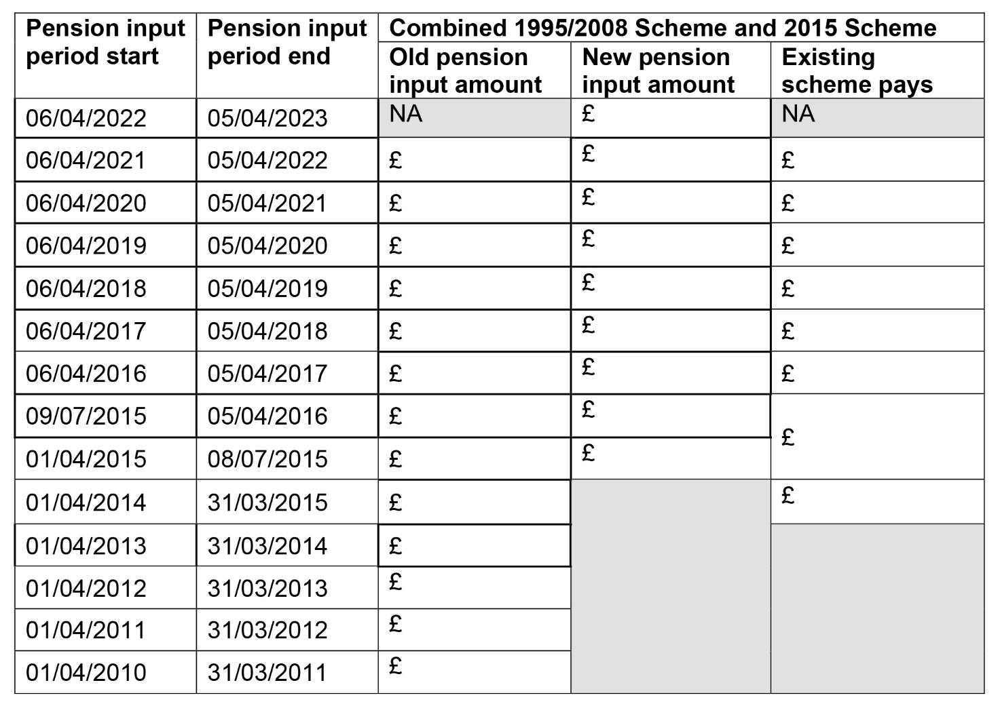 Pension input period start
Pension input period end
Combined 1995/2008 Scheme and 2015 Scheme
Old pension input amount
New pension input amount
Existing scheme pays
06/04/2022 05/04/2023 NA £ NA
06/04/2021 05/04/2022 £ £ £
06/04/2020 05/04/2021 £ £ £
06/04/2019 05/04/2020 £ £ £
06/04/2018 05/04/2019 £ £ £
06/04/2017 05/04/2018 £ £ £
06/04/2016 05/04/2017 £ £ £
09/07/2015 05/04/2016 £ £ £
01/04/2015 08/07/2015 £ £
01/04/2014 31/03/2015 £ £
01/04/2013 31/03/2014 £
01/04/2012 31/03/2013 £
01/04/2011 31/03/2012 £
01/04/2010 31/03/2011 £